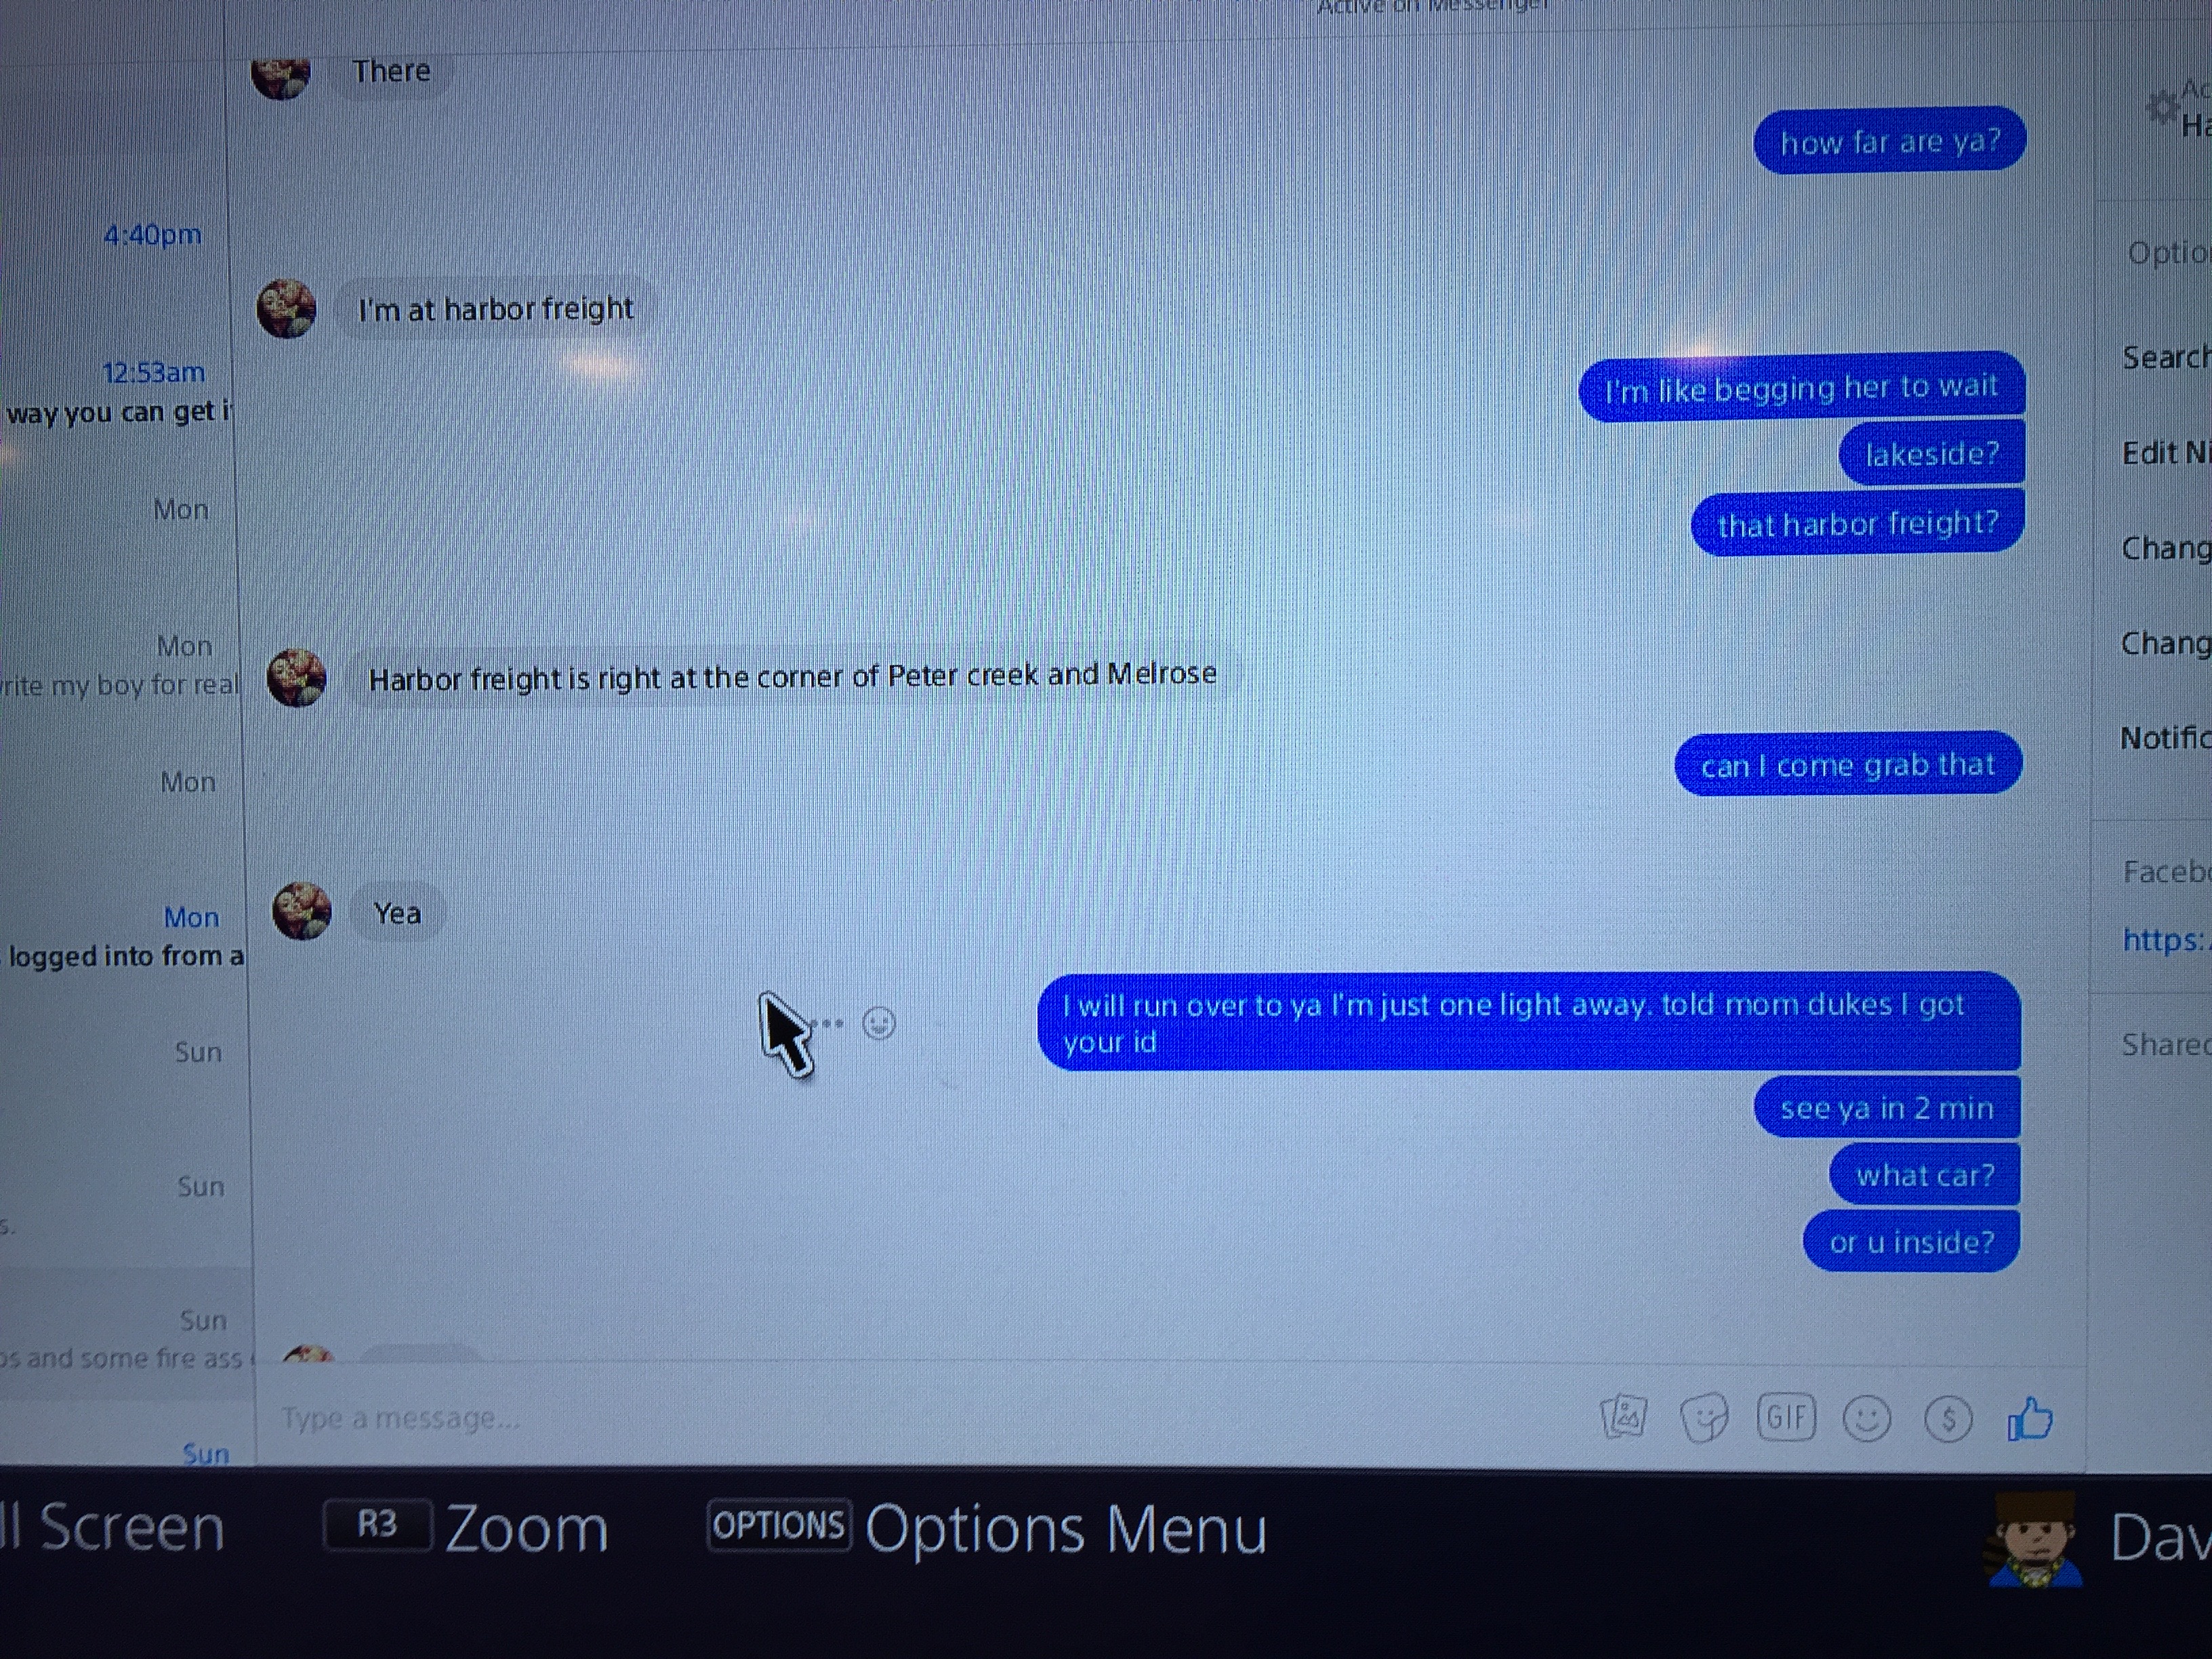 Active on Messenger
There
how far are ya?
4:40pm
I'm at harbor freight
12:53am
way you can get i
I'm like begging her to wait
lakeside?
that harbor freight?
Mon
Mon
rite my boy for real
Harbor freight is right at the corner of Peter creek and Melrose
can I come grab that
Mon
Yea
Mon
logged into from a
I will run over to ya I'm just one light away. told mom dukes I got
your id
see ya in 2 min
what car?
or u inside?
Sun
Sun
s.
Sun
os and some fire ass
Sun
Type a message...
GIF
$
Ac
Ha
Optio
Search
Edit Ni
Chang
Chang
Notific
Facebo
https:
Shared
ll Screen
R3 Zoom
OPTIONS Options Menu
Dav